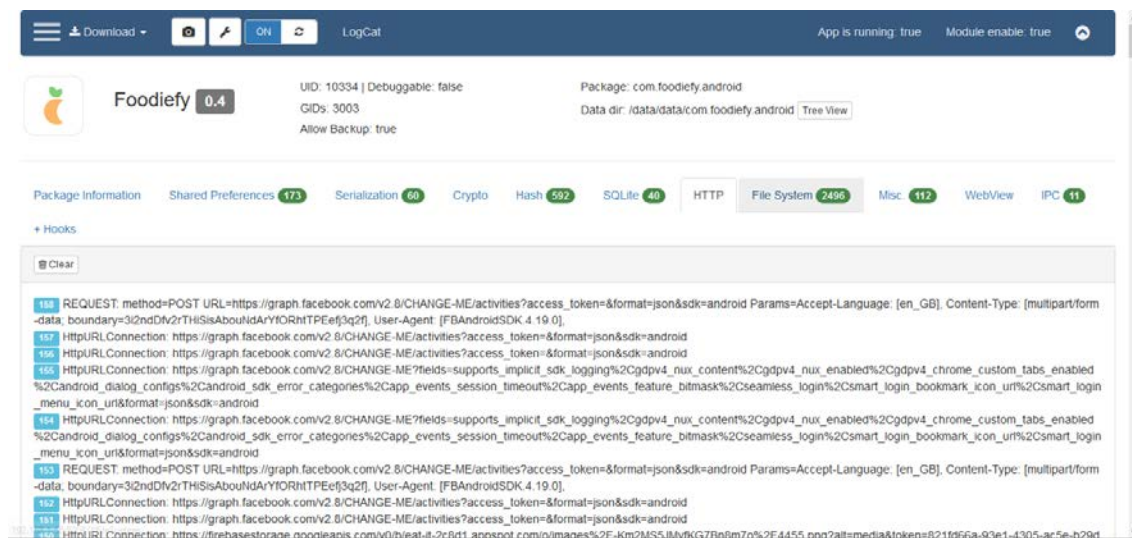 Download ON LogCat App is running: true Module enable: true
Foodiefy 0.4
UID: 10334 | Debuggable: false
GIDs: 3003
Allow Backup: true
Package: com.foodiefy.android
Data dir: /data/data/com.foodiefy.android Tree View
Package Information Shared Preferences 173 Serialization 60 Crypto Hash 592 SQLite 40 HTTP File System 2496 Misc. 112 WebView IPC 11
+ Hooks
Clear
158 REQUEST: method=POST URL=https://graph.facebook.com/v2.8/CHANGE-ME/activities?access_token=&format=json&sdk=android Params=Accept-Language: [en_GB], Content-Type: [multipart/form
-data; boundary=3i2ndDfv2rTHiSisAbouNdArYfORhtTPEefj3q2f], User-Agent: [FBAndroidSDK.4.19.0],
157 HttpURLConnection: https://graph.facebook.com/v2.8/CHANGE-ME/activities?access_token=&format=json&sdk=android
156 HttpURLConnection: https://graph.facebook.com/v2.8/CHANGE-ME/activities?access_token=&format=json&sdk=android
155 HttpURLConnection: https://graph.facebook.com/v2.8/CHANGE-ME?fields=supports_implicit_sdk_logging%2Cgdpv4_nux_content%2Cgdpv4_nux_enabled%2Cgdpv4_chrome_custom_tabs_enabled
%2Candroid_dialog_configs%2Candroid_sdk_error_categories%2Capp_events_session_timeout%2Capp_events_feature_bitmask%2Cseamless_login%2Csmart_login_bookmark_icon_url%2Csmart_login
_menu_icon_url&format=json&sdk=android
154 HttpURLConnection: https://graph.facebook.com/v2.8/CHANGE-ME?fields=supports_implicit_sdk_logging%2Cgdpv4_nux_content%2Cgdpv4_nux_enabled%2Cgdpv4_chrome_custom_tabs_enabled
%2Candroid_dialog_configs%2Candroid_sdk_error_categories%2Capp_events_session_timeout%2Capp_events_feature_bitmask%2Cseamless_login%2Csmart_login_bookmark_icon_url%2Csmart_login
_menu_icon_url&format=json&sdk=android
153 REQUEST: method=POST URL=https://graph.facebook.com/v2.8/CHANGE-ME/activities?access_token=&format=json&sdk=android Params=Accept-Language: [en_GB], Content-Type: [multipart/form
-data; boundary=3i2ndDfv2rTHiSisAbouNdArYfORhtTPEefj3q2f], User-Agent: [FBAndroidSDK.4.19.0],
152 HttpURLConnection: https://graph.facebook.com/v2.8/CHANGE-ME/activities?access_token=&format=json&sdk=android
151 HttpURLConnection: https://graph.facebook.com/v2.8/CHANGE-ME/activities?access_token=&format=json&sdk=android
150 HttpURLConnection: